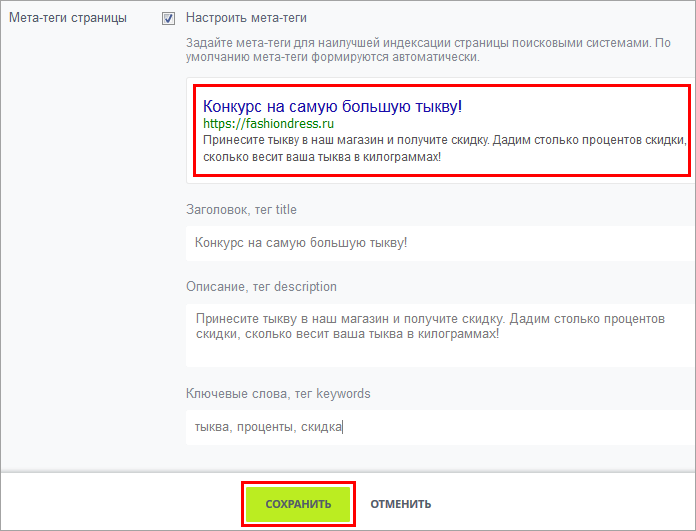 Мета-теги страницы
Настроить мета-теги
Задайте мета-теги для наилучшей индексации страницы поисковыми системами. По
умолчанию мета-теги формируются автоматически.
Конкурс на самую большую тыкву!
https://fashiondress.ru
Принесите тыкву в наш магазин и получите скидку. Дадим столько процентов скидки,
сколько весит ваша тыква в килограммах!
Заголовок, тег title
Конкурс на самую большую тыкву!
Описание, тег description
Принесите тыкву в наш магазин и получите скидку. Дадим столько процентов
скидки, сколько весит ваша тыква в килограммах!
Ключевые слова, тег keywords
тыква, проценты, скидка
СОХРАНИТЬ ОТМЕНИТЬ